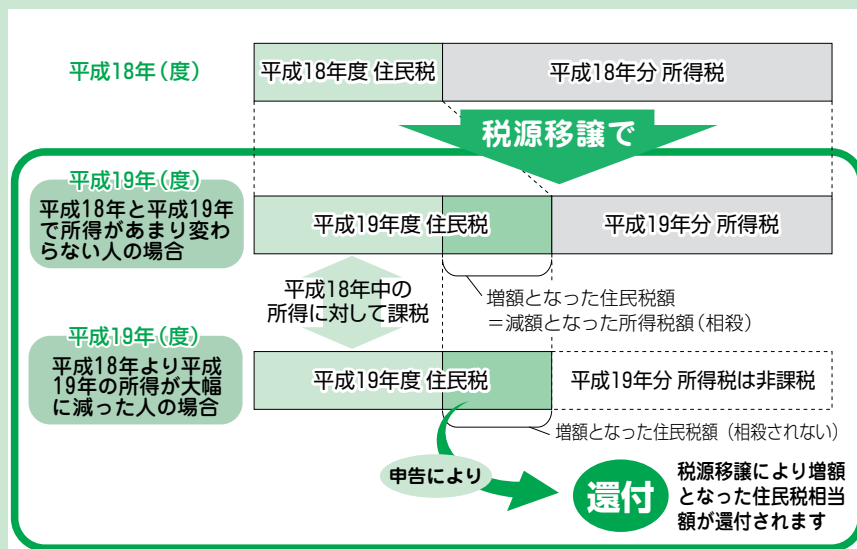 平成18年(度)
平成18年度 住民税
平成18年分 所得税
税源移譲で
平成19年(度)
平成18年と平成19年
で所得があまり変わ
らない人の場合
平成19年度 住民税
平成19年分 所得税
平成18年中の
所得に対して課税
増額となった住民税額
＝減額となった所得税額(相殺)
平成19年(度)
平成18年より平成
19年の所得が大幅
に減った人の場合
平成19年度 住民税
平成19年分 所得税は非課税
増額となった住民税額(相殺されない)
申告により
還付
税源移譲により増額
となった住民税相当
額が還付されます